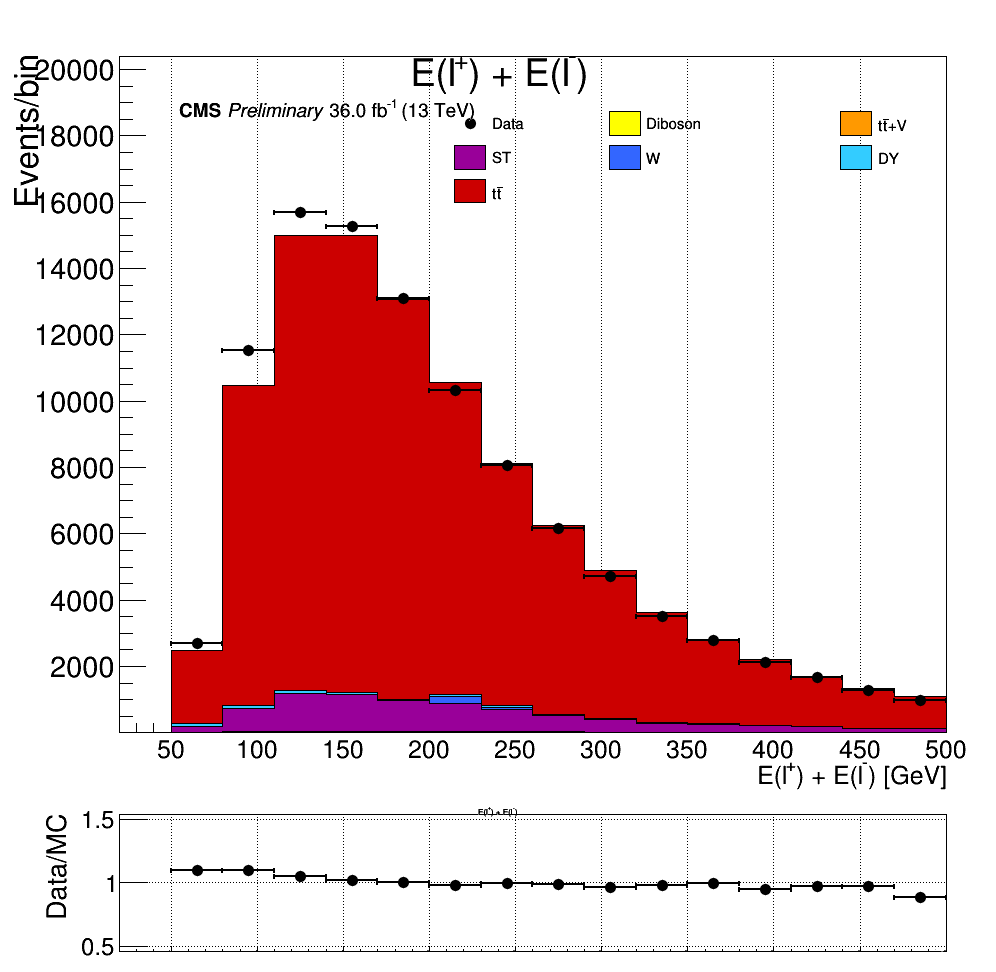 E(l⁺) + E(l⁻)
CMS Preliminary 36.0 fb⁻¹ (13 TeV)
Data
Diboson
tt̄+V
ST
W
DY
tt̄
Events/bin
20000
18000
16000
14000
12000
10000
8000
6000
4000
2000
50 100 150 200 250 300 350 400 450 500
E(l⁺) + E(l⁻) [GeV]
E(l⁺) + E(l⁻)
Data/MC
1.5
1
0.5